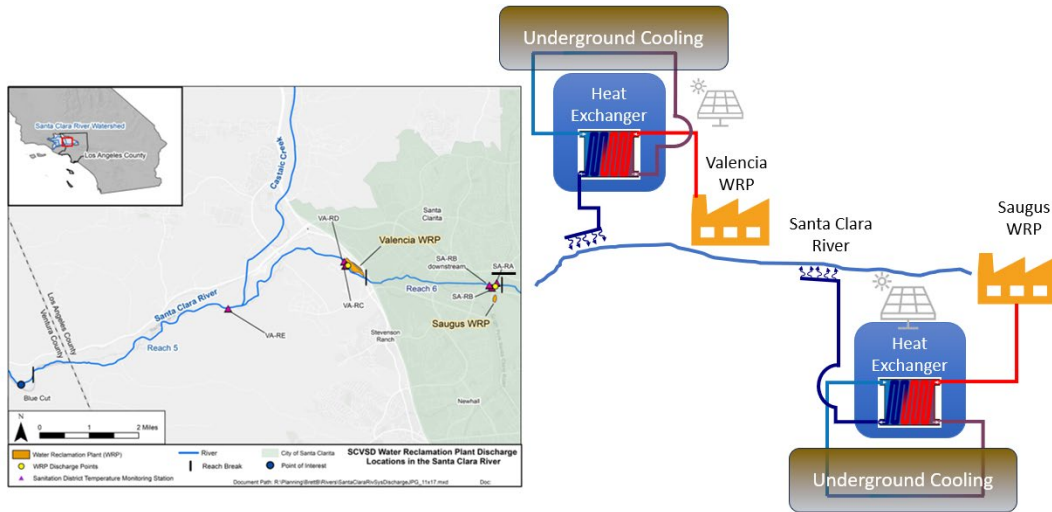 Santa Clara River Watershed
Los Angeles County
Castaic Creek
Santa
Clarita
VA-RD
Valencia WRP
SA-RB
downstream
SA-RA
VA-RC
Reach 6
SA-RB
Saugus WRP
Santa Clara River
VA-RE
Reach 5
Stevenson
Ranch
Los Angeles County
Ventura County
Newhall
Blue Cut
N
0 1 2 Miles
Water Reclamation Plant (WRP)
WRP Discharge Points
Sanitation District Temperature Monitoring Station
River
Reach Break
City of Santa Clarita
Point of Interest
SCVSD Water Reclamation Plant Discharge
Locations in the Santa Clara River
Underground Cooling
Heat
Exchanger
Valencia
WRP
Santa Clara
River
Saugus
WRP
Heat
Exchanger
Underground Cooling